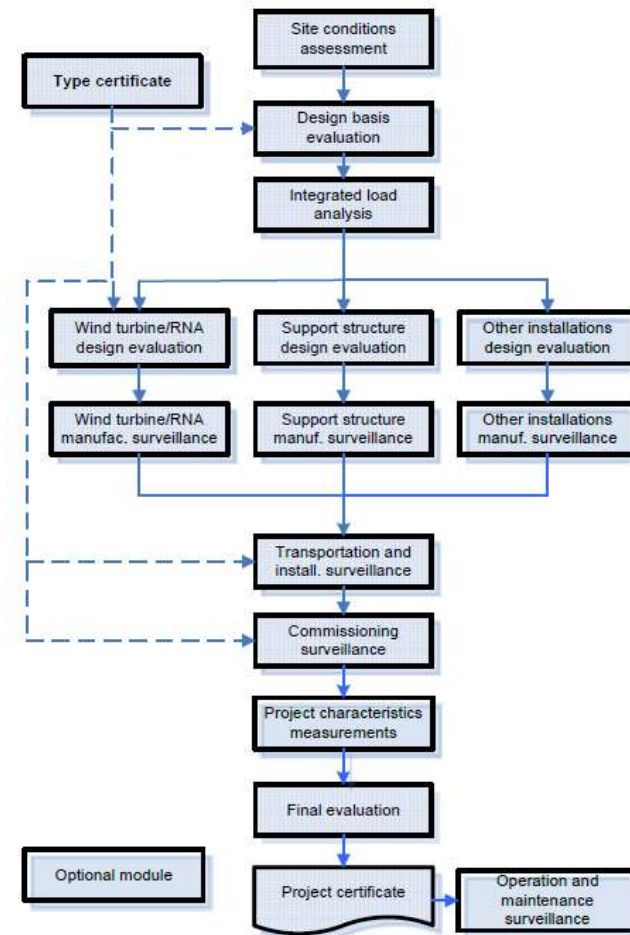 Site conditions
assessment
Type certificate
Design basis
evaluation
Integrated load
analysis
Wind turbine/RNA
design evaluation
Support structure
design evaluation
Other installations
design evaluation
Wind turbine/RNA
manufac. surveillance
Support structure
manuf. surveillance
Other installations
manuf. surveillance
Transportation and
install. surveillance
Commissioning
surveillance
Project characteristics
measurements
Final evaluation
Optional module
Project certificate
Operation and
maintenance
surveillance